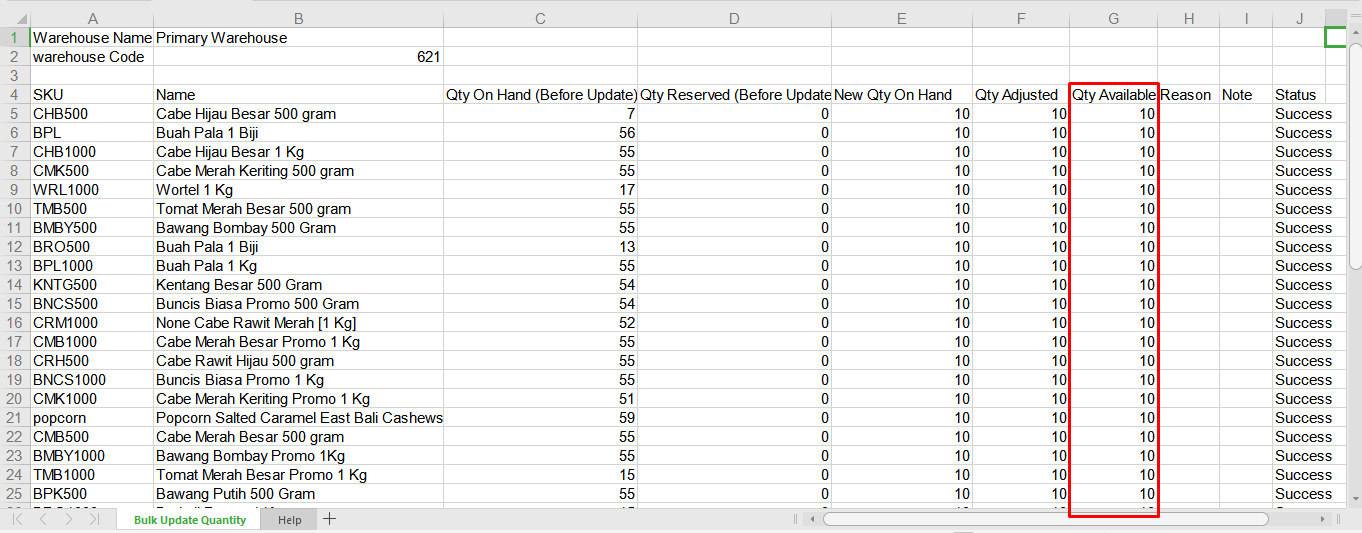 A B C D E F G H I J
1 Warehouse Name Primary Warehouse
2 warehouse Code 621
3
4 SKU Name Qty On Hand (Before Update) Qty Reserved (Before Update New Qty On Hand Qty Adjusted Qty Available Reason Note Status
5 CHB500 Cabe Hijau Besar 500 gram 7 0 10 10 10 Success
6 BPL Buah Pala 1 Biji 56 0 10 10 10 Success
7 CHB1000 Cabe Hijau Besar 1 Kg 55 0 10 10 10 Success
8 CMK500 Cabe Merah Keriting 500 gram 55 0 10 10 10 Success
9 WRL1000 Wortel 1 Kg 17 0 10 10 10 Success
10 TMB500 Tomat Merah Besar 500 gram 55 0 10 10 10 Success
11 BMBY500 Bawang Bombay 500 Gram 55 0 10 10 10 Success
12 BRO500 Buah Pala 1 Biji 13 0 10 10 10 Success
13 BPL1000 Buah Pala 1 Kg 55 0 10 10 10 Success
14 KNTG500 Kentang Besar 500 Gram 54 0 10 10 10 Success
15 BNCS500 Buncis Biasa Promo 500 Gram 54 0 10 10 10 Success
16 CRM1000 None Cabe Rawit Merah [1 Kg] 52 0 10 10 10 Success
17 CMB1000 Cabe Merah Besar Promo 1 Kg 55 0 10 10 10 Success
18 CRH500 Cabe Rawit Hijau 500 gram 55 0 10 10 10 Success
19 BNCS1000 Buncis Biasa Promo 1 Kg 55 0 10 10 10 Success
20 CMK1000 Cabe Merah Keriting Promo 1 Kg 51 0 10 10 10 Success
21 popcorn Popcorn Salted Caramel East Bali Cashews 59 0 10 10 10 Success
22 CMB500 Cabe Merah Besar 500 gram 55 0 10 10 10 Success
23 BMBY1000 Bawang Bombay Promo 1Kg 55 0 10 10 10 Success
24 TMB1000 Tomat Merah Besar Promo 1 Kg 15 0 10 10 10 Success
25 BPK500 Bawang Putih 500 Gram 55 0 10 10 10 Success
Bulk Update Quantity Help